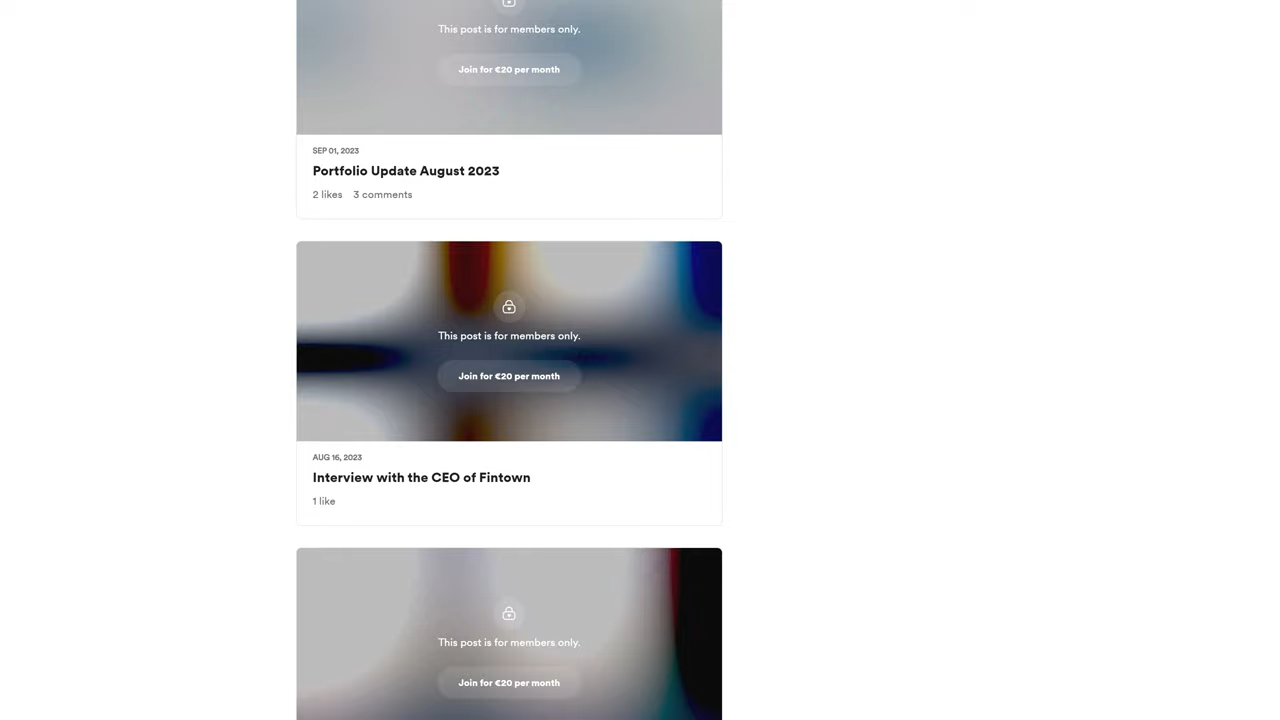 This post is for members only.
Join for €20 per month
SEP 01, 2023
Portfolio Update August 2023
2 likes 3 comments
This post is for members only.
Join for €20 per month
AUG 16, 2023
Interview with the CEO of Fintown
1 like
This post is for members only.
Join for €20 per month